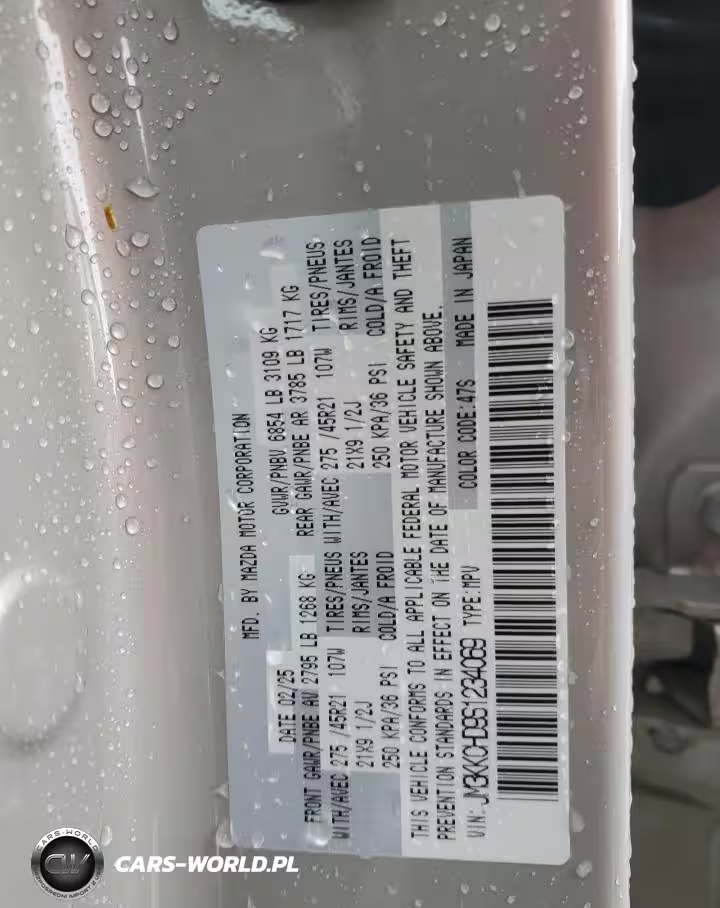 MFD. BY MAZDA MOTOR CORPORATION
DATE 02/25 GVWR/PNBV 6854 LB 3109 KG
FRONT GAWR/PNBE AV 2795 LB 1268 KG REAR GAWR/PNBE AR 3785 LB 1717 KG
WITH/AVEC 275 /45R21 107W TIRES/PNEUS WITH/AVEC 275 /45R21 107W TIRES/PNEUS
21X9 1/2J RIMS/JANTES 21X9 1/2J RIMS/JANTES
250 KPA/36 PSI COLD/A FROID 250 KPA/36 PSI COLD/A FROID
THIS VEHICLE CONFORMS TO ALL APPLICABLE FEDERAL MOTOR VEHICLE SAFETY AND THEFT
PREVENTION STANDARDS IN EFFECT ON THE DATE OF MANUFACTURE SHOWN ABOVE.
COLOR CODE:47S MADE IN JAPAN
VIN: JM3KKCHD9S1234069 TYPE:MPV
CARS-WORLD
CW
CARS-WORLD.PL